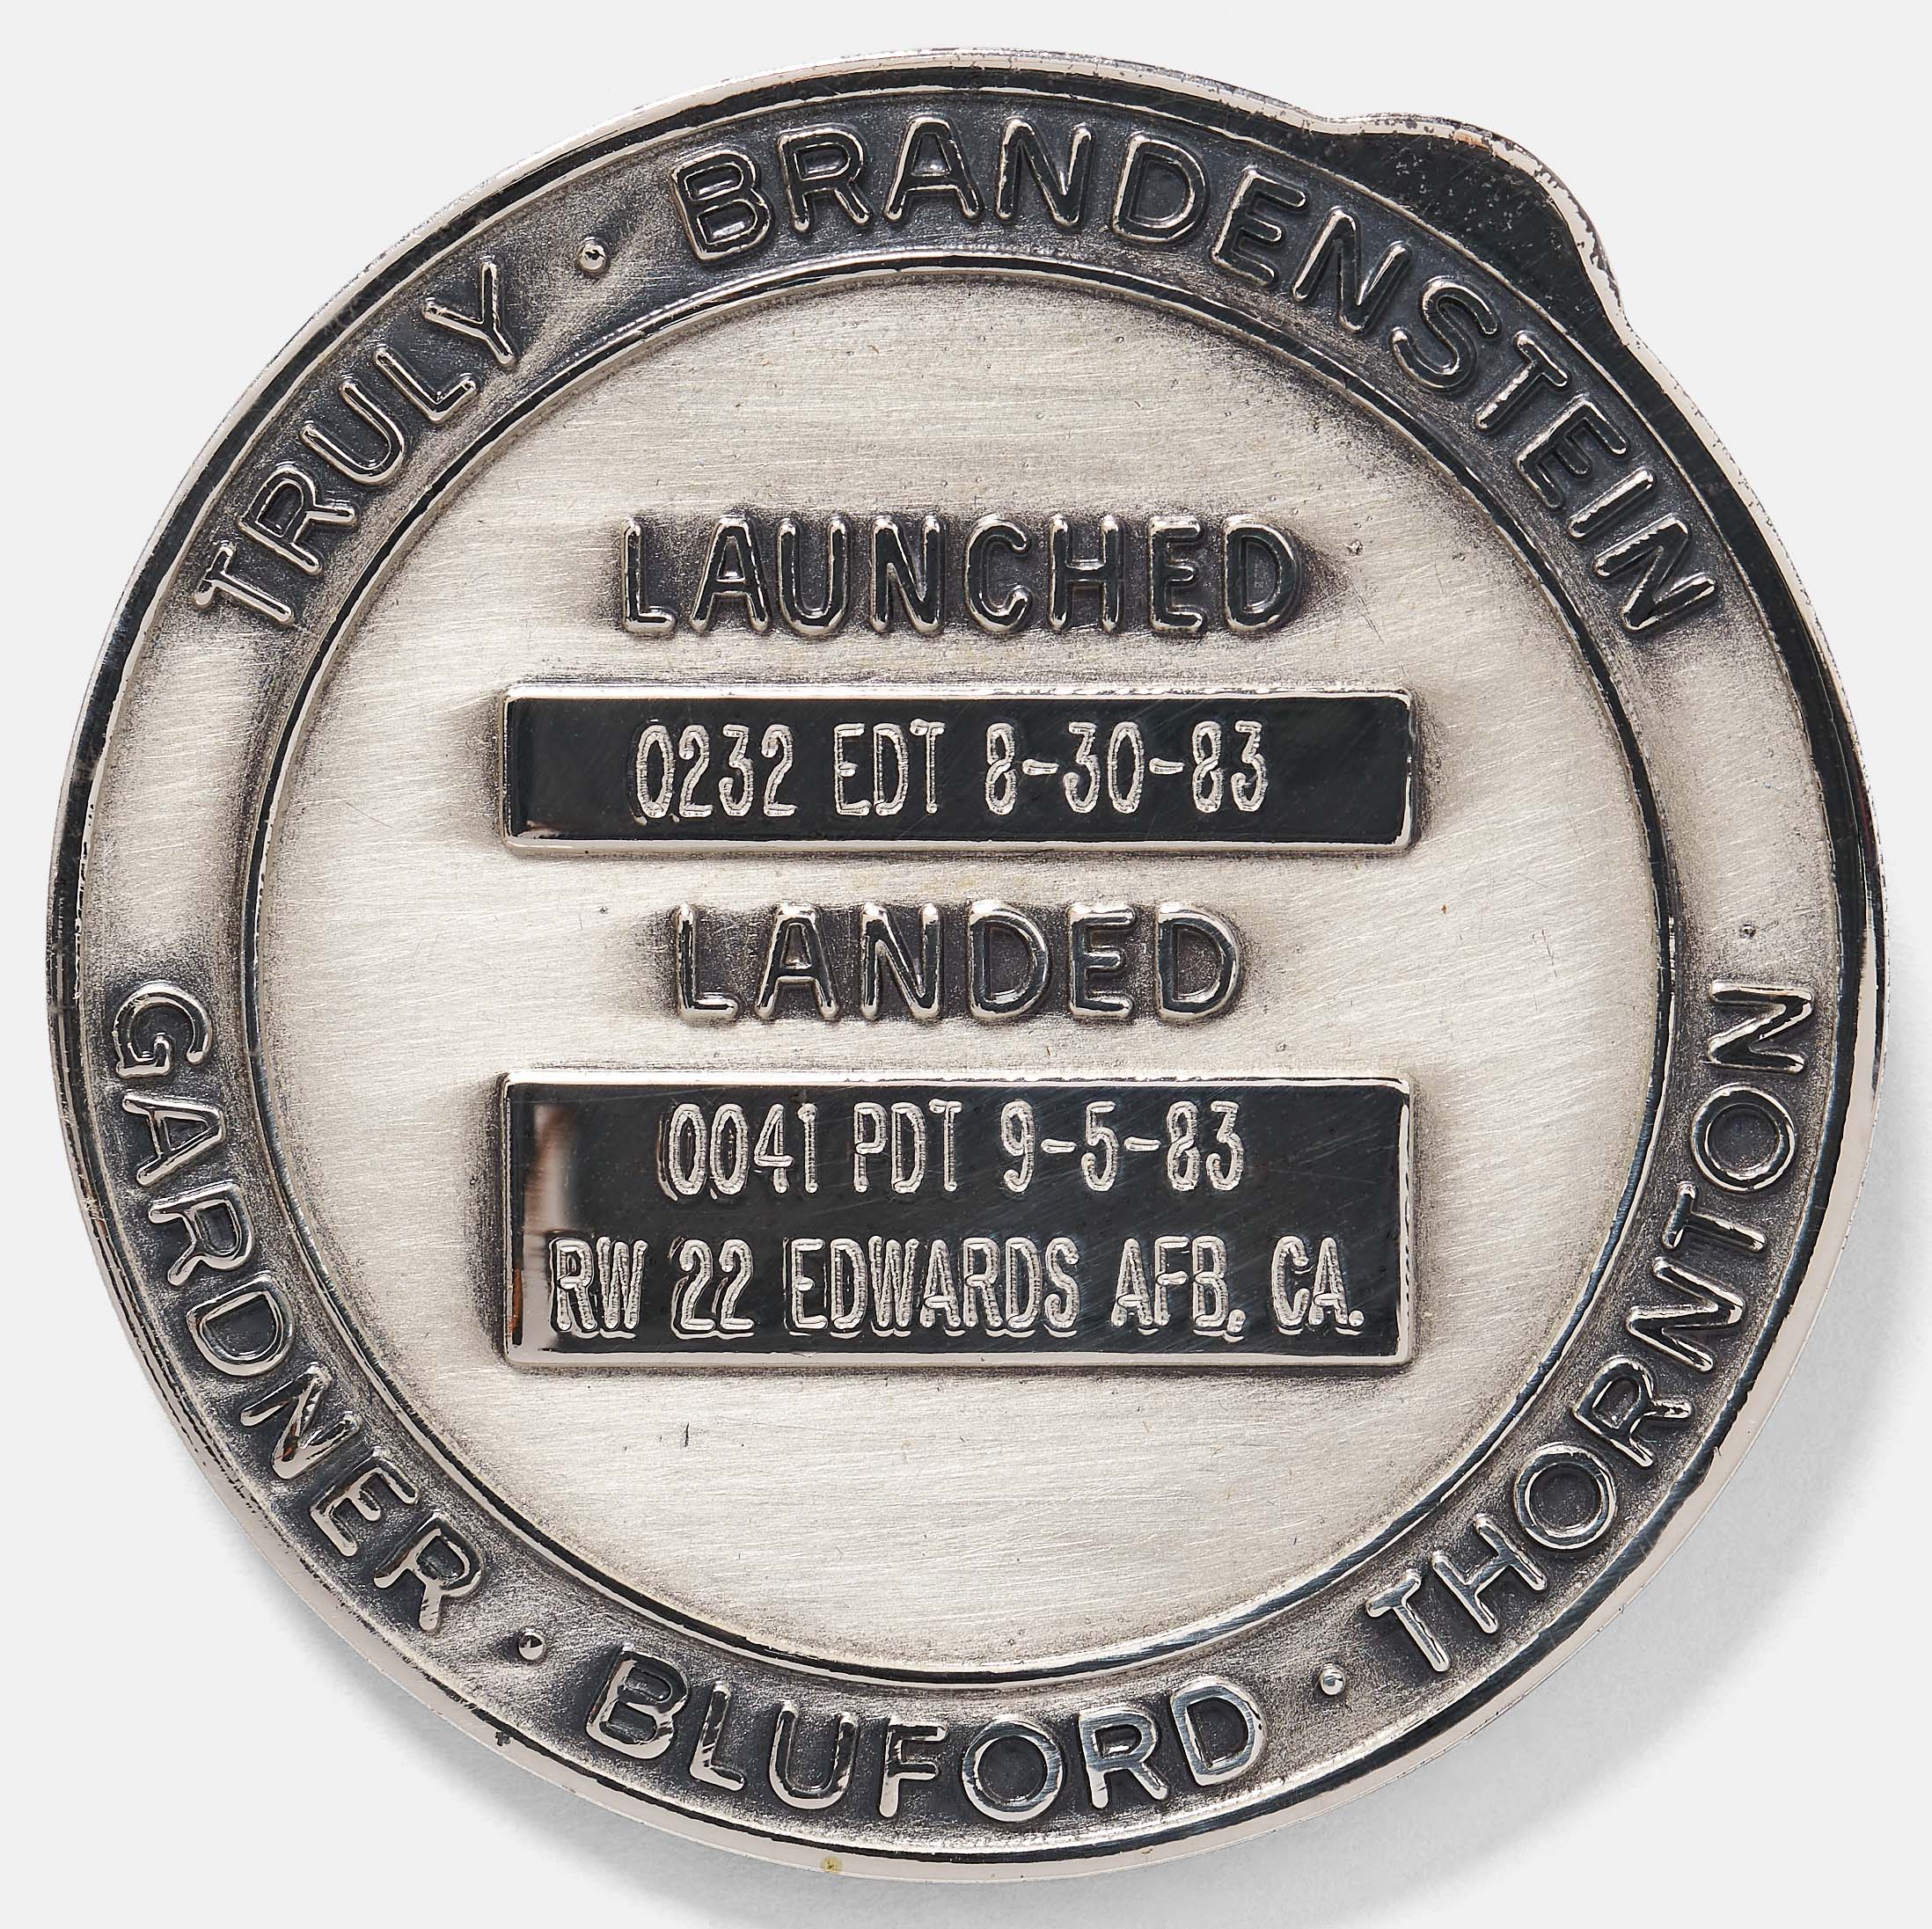 TRULY · BRANDENSTEIN
LAUNCHED
0232 EDT 8-30-83
LANDED
0041 PDT 9-5-83
RW 22 EDWARDS AFB, CA.
GARDNER · BLUFORD · THORNTON